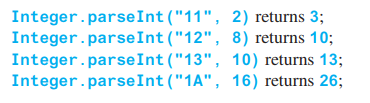 Integer.parseInt("11", 2) returns 3;
Integer.parseInt("12", 8) returns 10;
Integer.parseInt("13", 10) returns 13;
Integer.parseInt("1A", 16) returns 26;